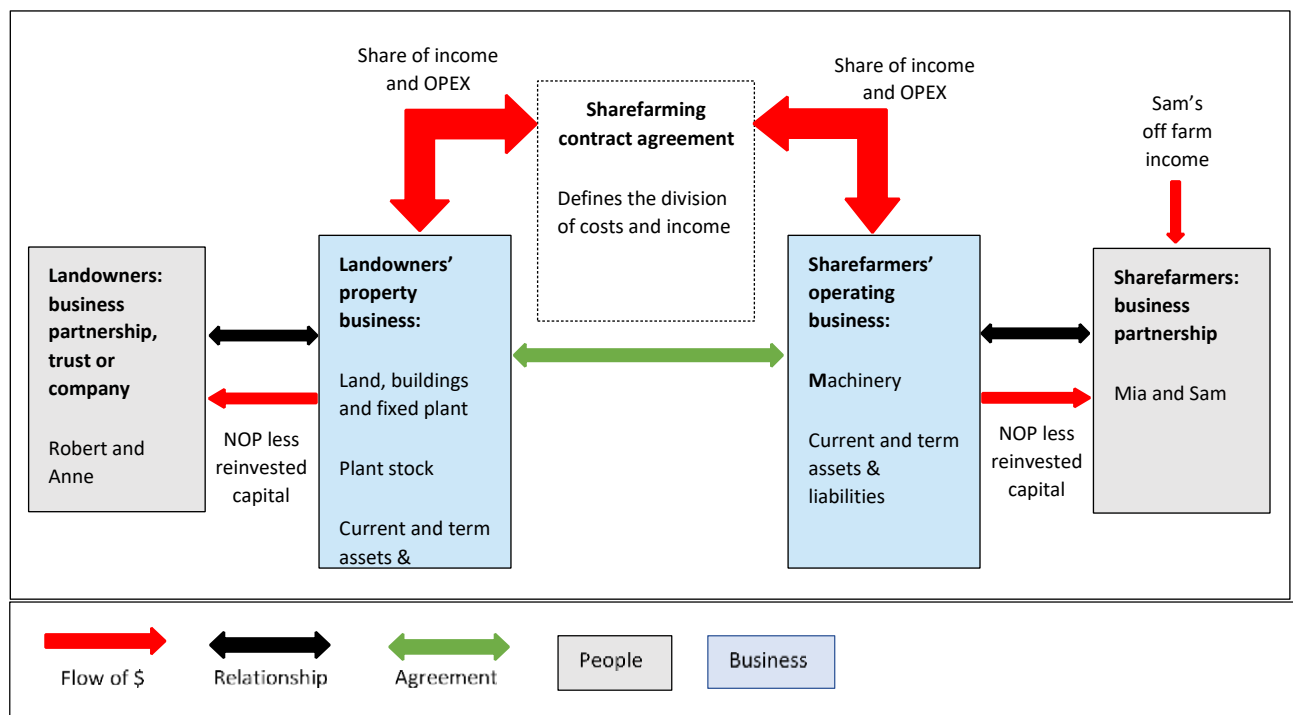 Share of income
and OPEX
Share of income
and OPEX
Sam's
off farm
income
Sharefarming
contract agreement
Defines the division
of costs and income
Landowners:
business
partnership,
trust or
company
Robert and
Anne
NOP less
reinvested
capital
Landowners'
property
business:
Land, buildings
and fixed plant
Plant stock
Current and term
assets &
Sharefarmers'
operating
business:
Machinery
Current and term
assets &
liabilities
NOP less
reinvested
capital
Sharefarmers:
business
partnership
Mia and Sam
Flow of $
Relationship
Agreement
People
Business